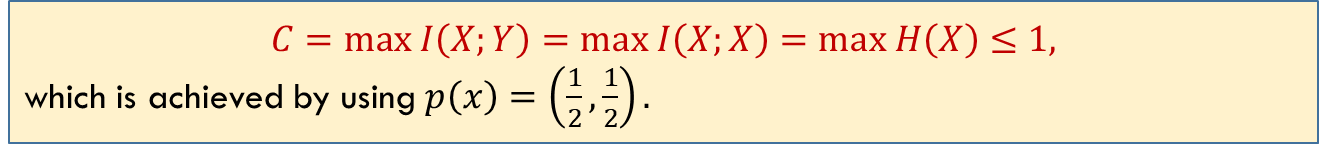 C = max I(X; Y) = max I(X; X) = max H(X) ≤ 1,
which is achieved by using p(x) = (1/2, 1/2).